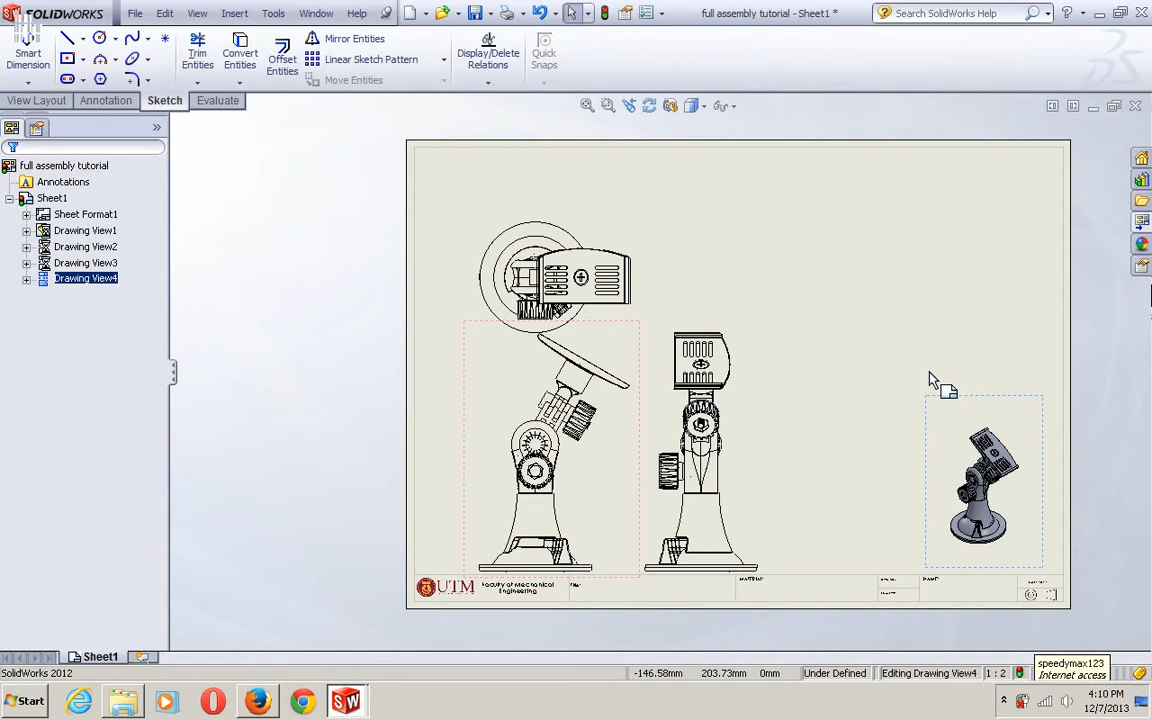 SOLIDWORKS File Edit View Insert Tools Window Help full assembly tutorial - Sheet1 * Search SolidWorks Help
Smart Dimension
Trim Entities
Convert Entities
Offset Entities
Mirror Entities
Linear Sketch Pattern
Move Entities
Display/Delete Relations
Quick Snaps
View Layout Annotation Sketch Evaluate
full assembly tutorial
A Annotations
Sheet1
Sheet Format1
Drawing View1
Drawing View2
Drawing View3
Drawing View4
UTM Faculty of Mechanical Engineering
Sheet1
SolidWorks 2012 -146.58mm 203.73mm 0mm Under Defined Editing Drawing View4 1 : 2
speedymax123
Internet access
Start
4:10 PM
12/7/2013